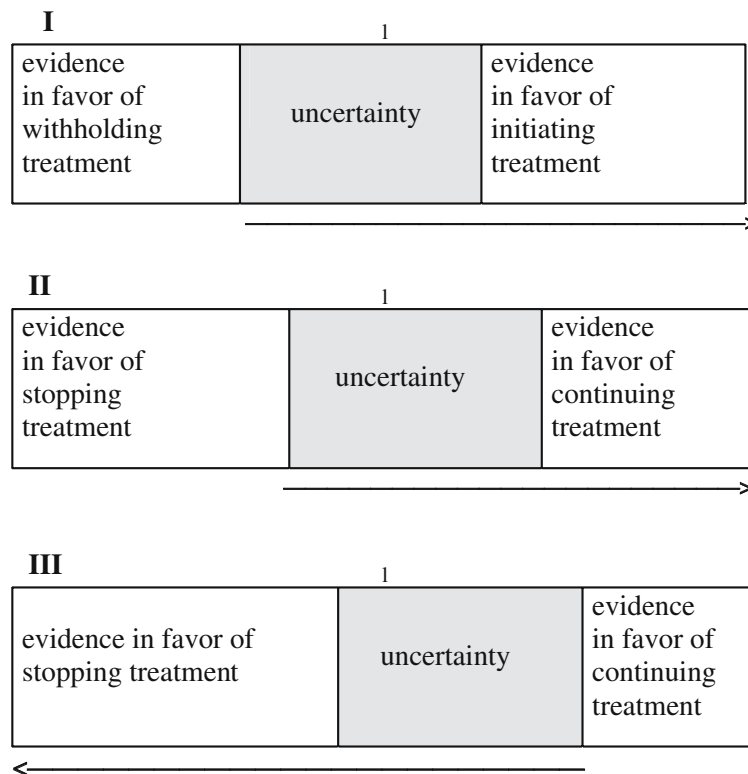 I
1
evidence
in favor of
withholding
treatment
uncertainty
evidence
in favor of
initiating
treatment
II
1
evidence
in favor of
stopping
treatment
uncertainty
evidence
in favor of
continuing
treatment
III
1
evidence in favor of
stopping treatment
uncertainty
evidence
in favor of
continuing
treatment